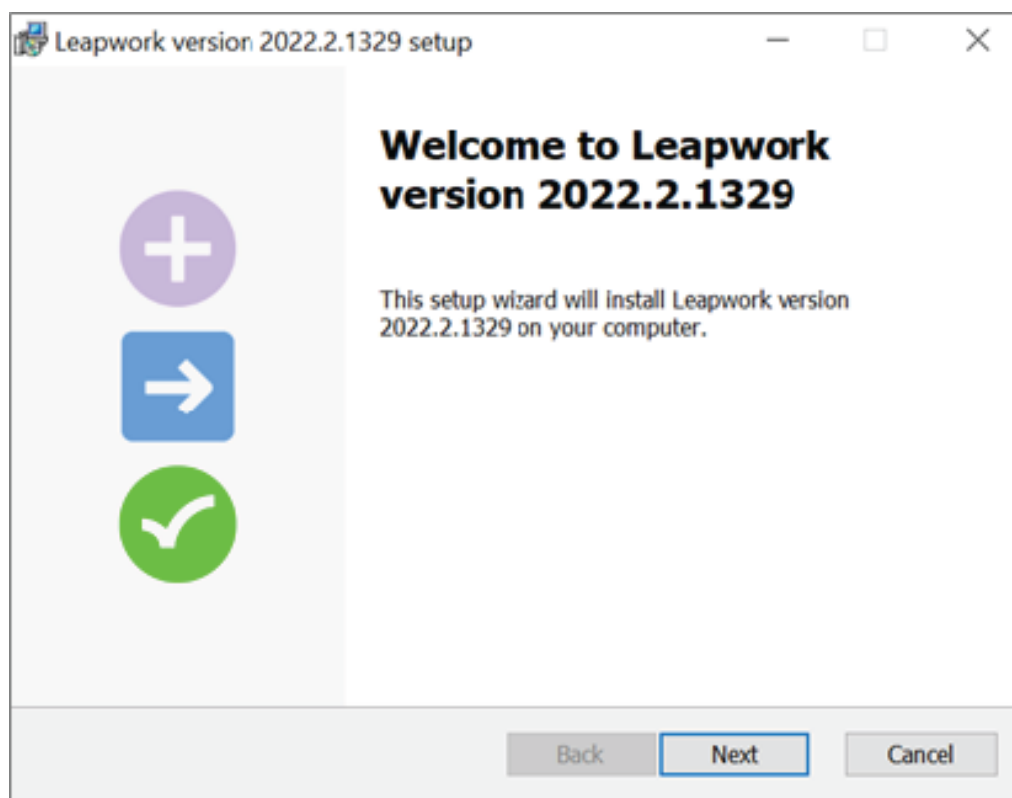 Leapwork version 2022.2.1329 setup
Welcome to Leapwork
version 2022.2.1329
This setup wizard will install Leapwork version
2022.2.1329 on your computer.
Back
Next
Cancel